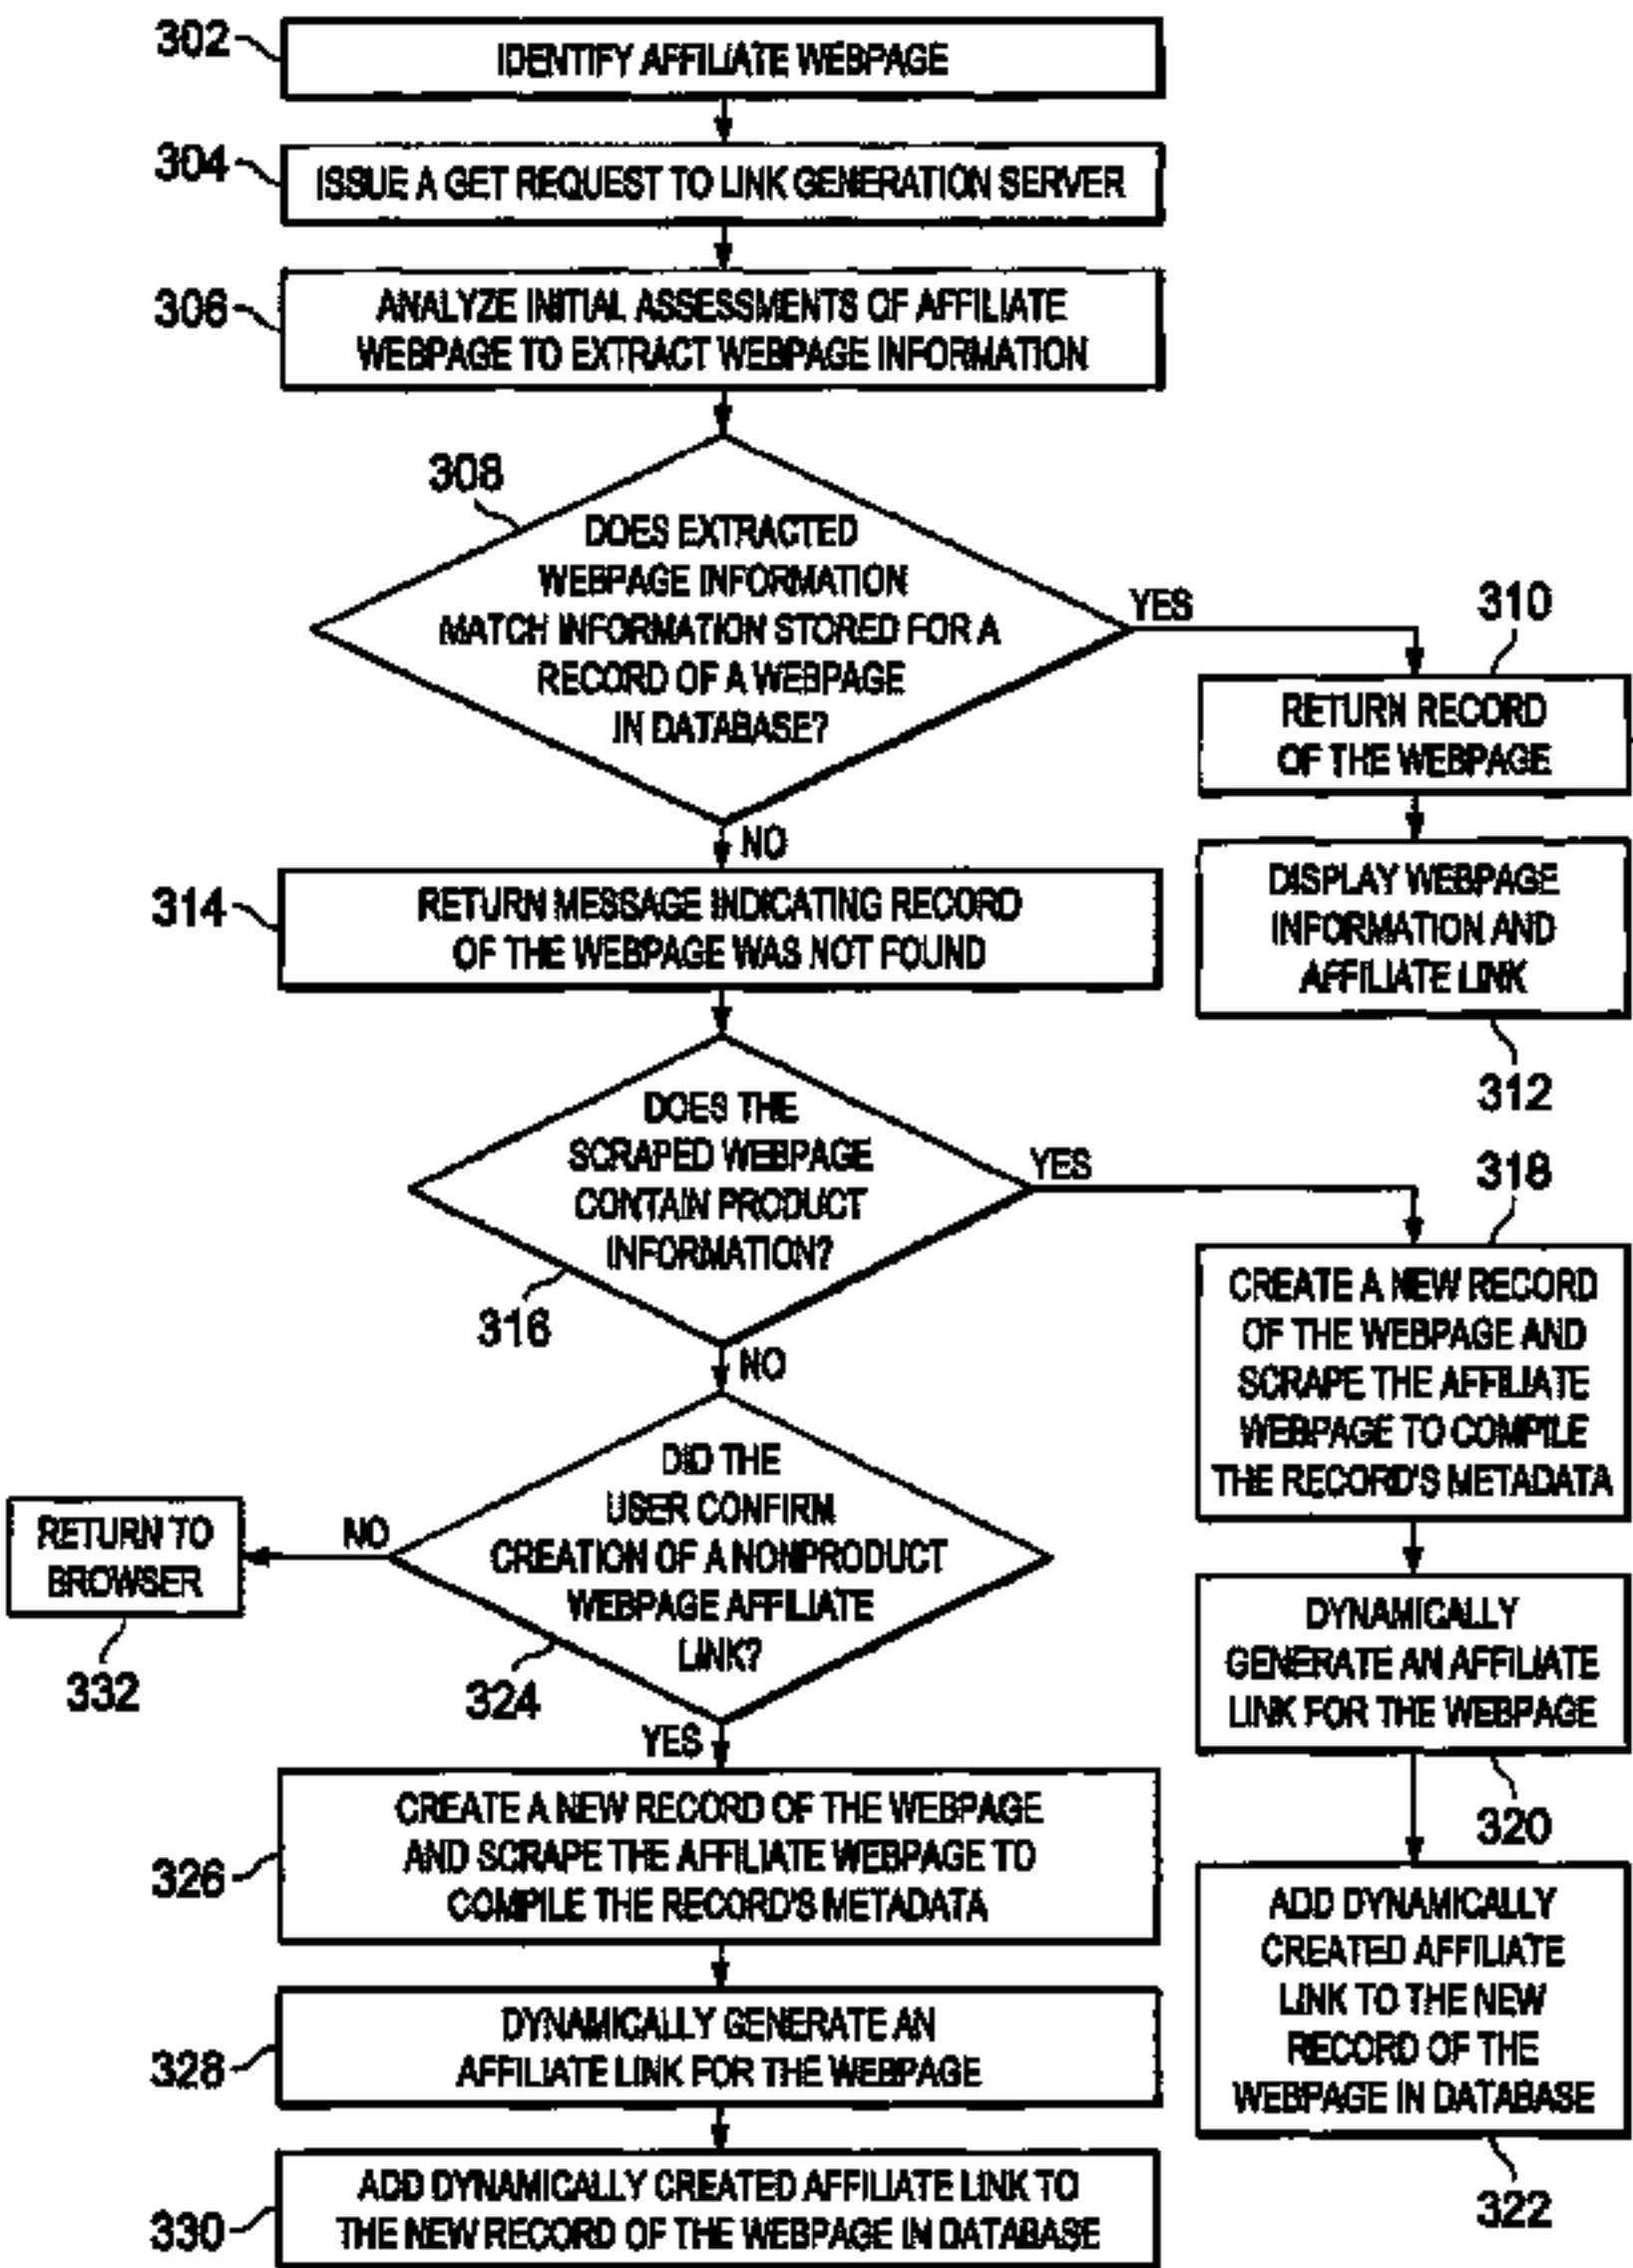 302
IDENTIFY AFFILIATE WEBPAGE
304
ISSUE A GET REQUEST TO LINK GENERATION SERVER
306
ANALYZE INITIAL ASSESSMENTS OF AFFILIATE
WEBPAGE TO EXTRACT WEBPAGE INFORMATION
308
DOES EXTRACTED
WEBPAGE INFORMATION
MATCH INFORMATION STORED FOR A
RECORD OF A WEBPAGE
IN DATABASE?
YES
310
RETURN RECORD
OF THE WEBPAGE
DISPLAY WEBPAGE
INFORMATION AND
AFFILIATE LINK
312
NO
314
RETURN MESSAGE INDICATING RECORD
OF THE WEBPAGE WAS NOT FOUND
DOES THE
SCRAPED WEBPAGE
CONTAIN PRODUCT
INFORMATION?
316
YES
318
CREATE A NEW RECORD
OF THE WEBPAGE AND
SCRAPE THE AFFILIATE
WEBPAGE TO COMPILE
THE RECORD'S METADATA
DYNAMICALLY
GENERATE AN AFFILIATE
LINK FOR THE WEBPAGE
320
ADD DYNAMICALLY
CREATED AFFILIATE
LINK TO THE NEW
RECORD OF THE
WEBPAGE IN DATABASE
322
NO
DID THE
USER CONFIRM
CREATION OF A NONPRODUCT
WEBPAGE AFFILIATE
LINK?
324
NO
RETURN TO
BROWSER
332
YES
326
CREATE A NEW RECORD OF THE WEBPAGE
AND SCRAPE THE AFFILIATE WEBPAGE TO
COMPILE THE RECORD'S METADATA
328
DYNAMICALLY GENERATE AN
AFFILIATE LINK FOR THE WEBPAGE
330
ADD DYNAMICALLY CREATED AFFILIATE LINK TO
THE NEW RECORD OF THE WEBPAGE IN DATABASE